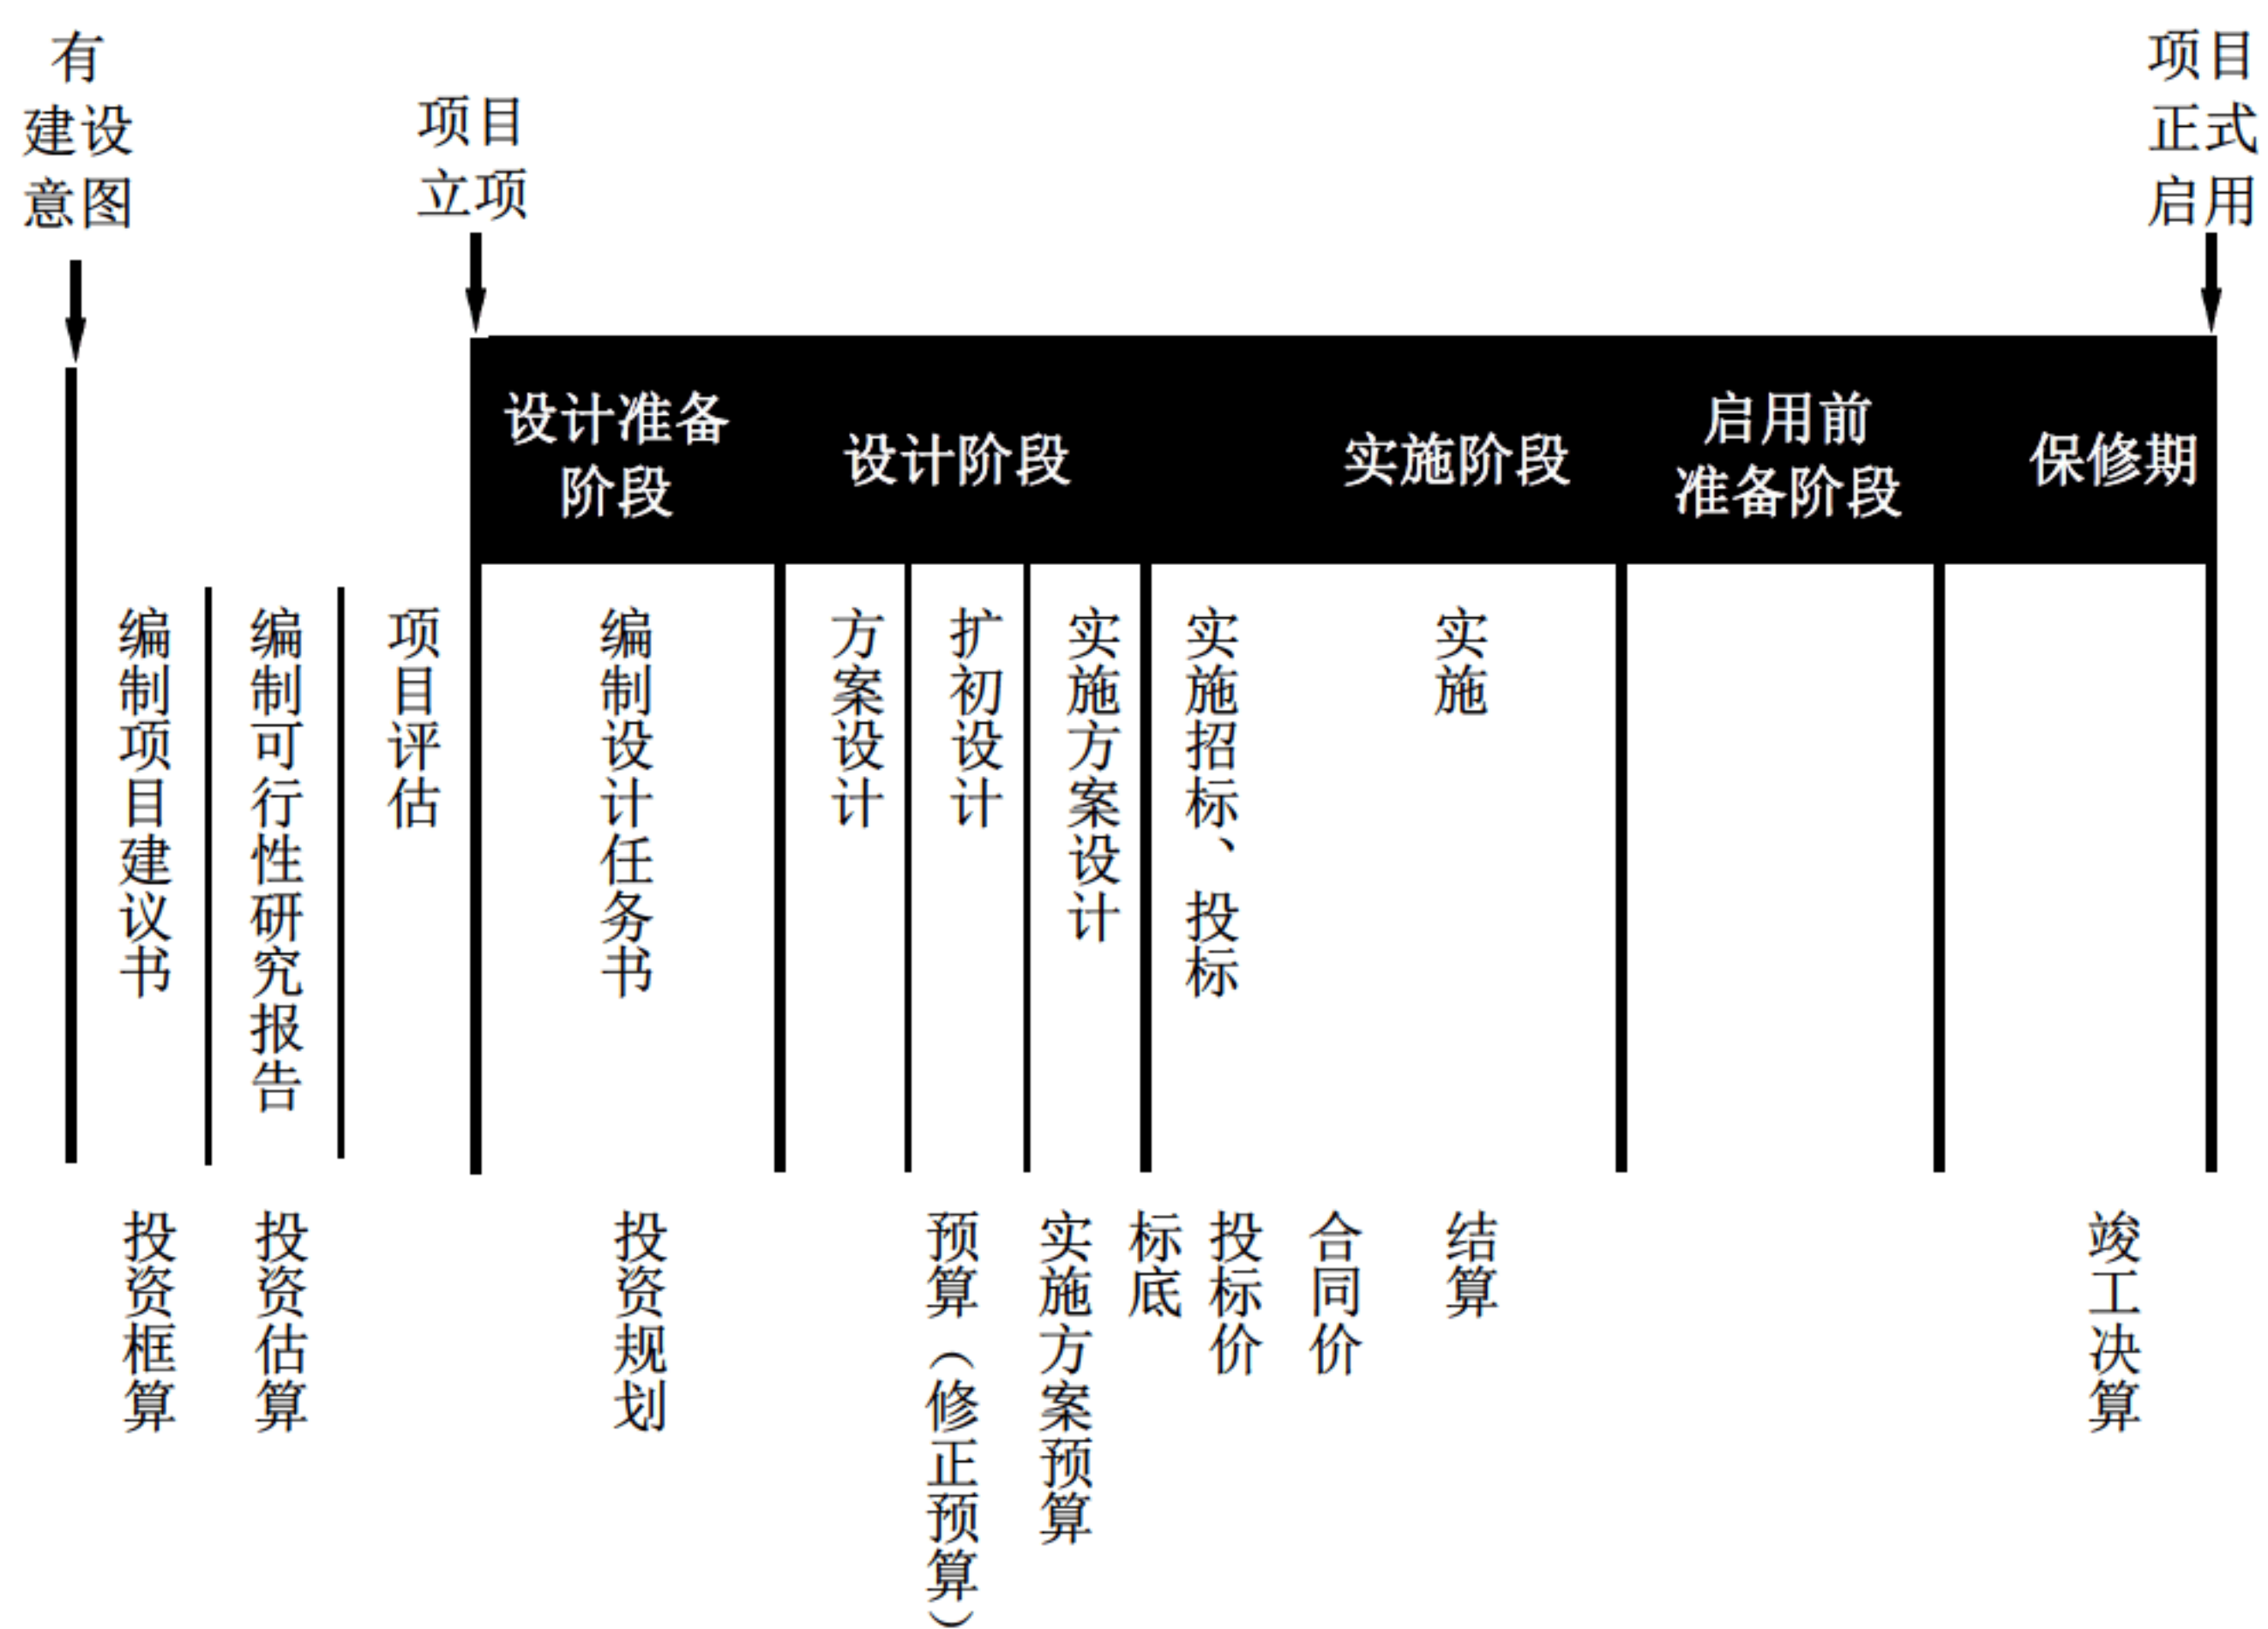 有
建设
意图
项目
立项
项目
正式
启用
设计准备
阶段
设计阶段
实施阶段
启用前
准备阶段
保修期
编制项目建议书
编制可行性研究报告
项目评估
编制设计任务书
方案设计
扩初设计
实施方案设计
实施招标、投标
实施
投资框算
投资估算
投资规划
预算（修正预算）
实施方案预算
标底
投标价
合同价
结算
竣工决算